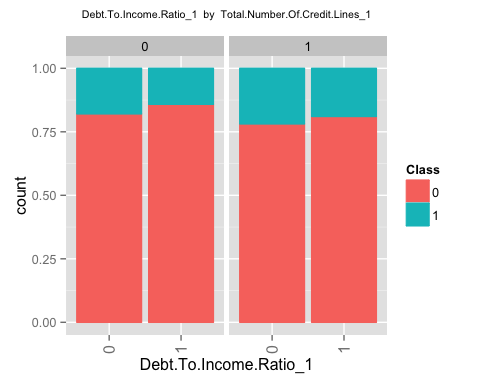 Debt.To.Income.Ratio_1 by Total.Number.Of.Credit.Lines_1
0 1
1.00
0.75
0.50
0.25
0.00
count
0 1 0 1
Debt.To.Income.Ratio_1
Class
0
1